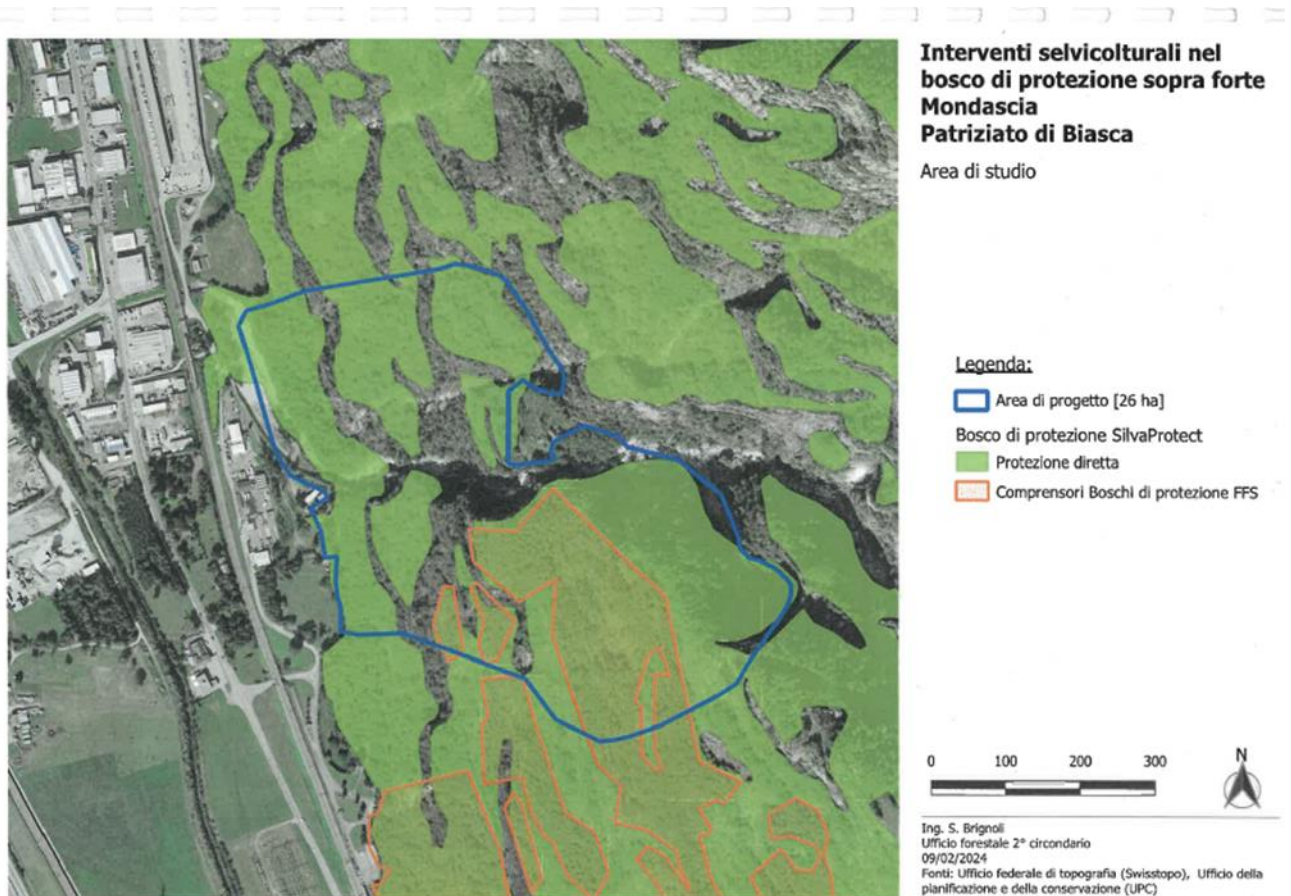 Interventi selvicolturali nel
bosco di protezione sopra forte
Mondascia
Patriziato di Biasca
Area di studio
Legenda:
Area di progetto [26 ha]
Bosco di protezione SilvaProtect
Protezione diretta
Comprensori Boschi di protezione FFS
0 100 200 300
N
Ing. S. Brignoli
Ufficio forestale 2° circondario
09/02/2024
Fonti: Ufficio federale di topografia (Swisstopo), Ufficio della
pianificazione e della conservazione (UPC)